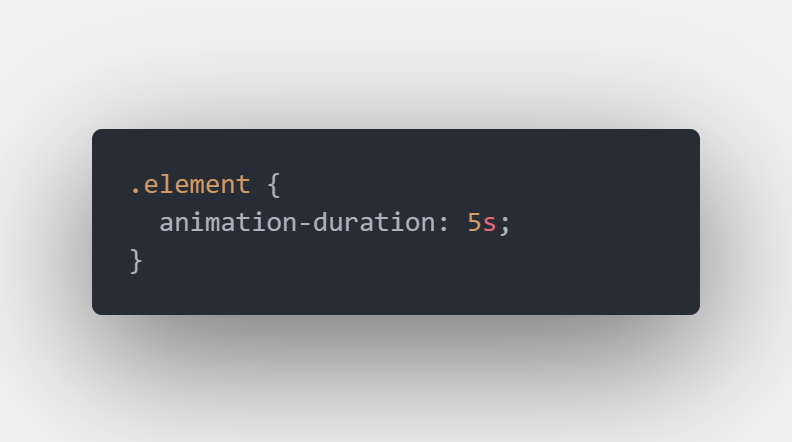 .element {
  animation-duration: 5s;
}